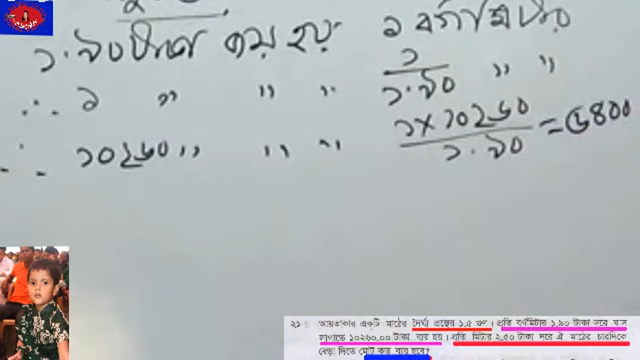 ১.৯০ টাকা ব্যয় হয় ১ বর্গমিটার
∴ ১ " " " ১/১.৯০ " "
∴ ১০২৬০ " " " ১×১০২৬০/১.৯০ = ৫৪০০
২১। আয়তাকার একটি মাঠের দৈর্ঘ্য প্রস্থের ১.৫ গুণ। প্রতি বর্গমিটার ১.৯০ টাকা দরে ঘাস
লাগাতে ১০২৬০.০০ টাকা ব্যয় হয়। প্রতি মিটার ২.৫০ টাকা দরে ঐ মাঠের চারদিকে
বেড়া দিতে মোট কত ব্যয় হবে?